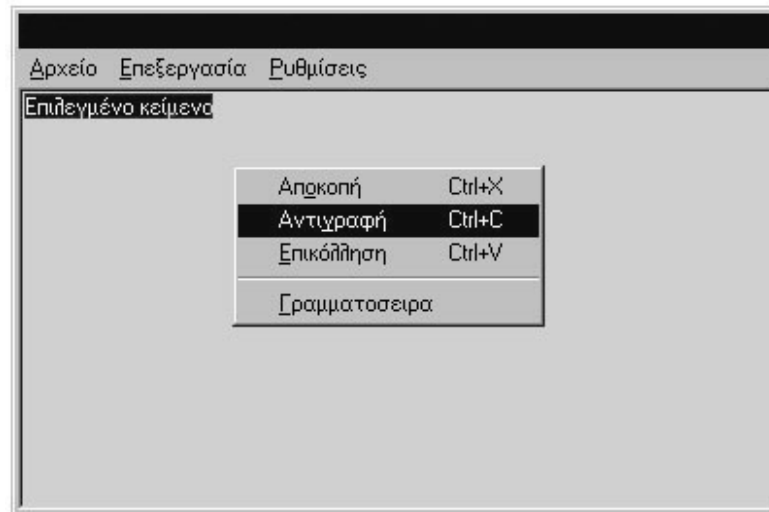 Αρχείο Επεξεργασία Ρυθμίσεις
Επιλεγμένο κείμενο
Αποκοπή Ctrl+X
Αντιγραφή Ctrl+C
Επικόλληση Ctrl+V
Γραμματοσειρα